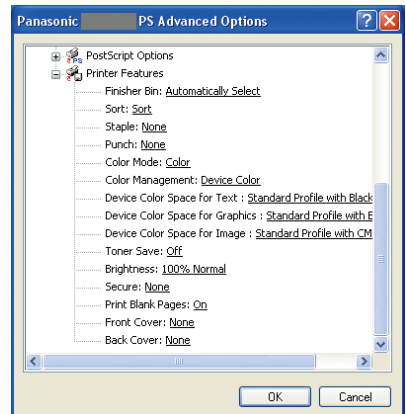 Panasonic PS Advanced Options
PostScript Options
Printer Features
Finisher Bin: Automatically Select
Sort: Sort
Staple: None
Punch: None
Color Mode: Color
Color Management: Device Color
Device Color Space for Text : Standard Profile with Black
Device Color Space for Graphics : Standard Profile with
Device Color Space for Image : Standard Profile with CM
Toner Save: Off
Brightness: 100% Normal
Secure: None
Print Blank Pages: On
Front Cover: None
Back Cover: None
OK Cancel